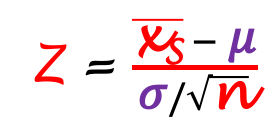 Z = (x̄s − μ) / (σ/√n)